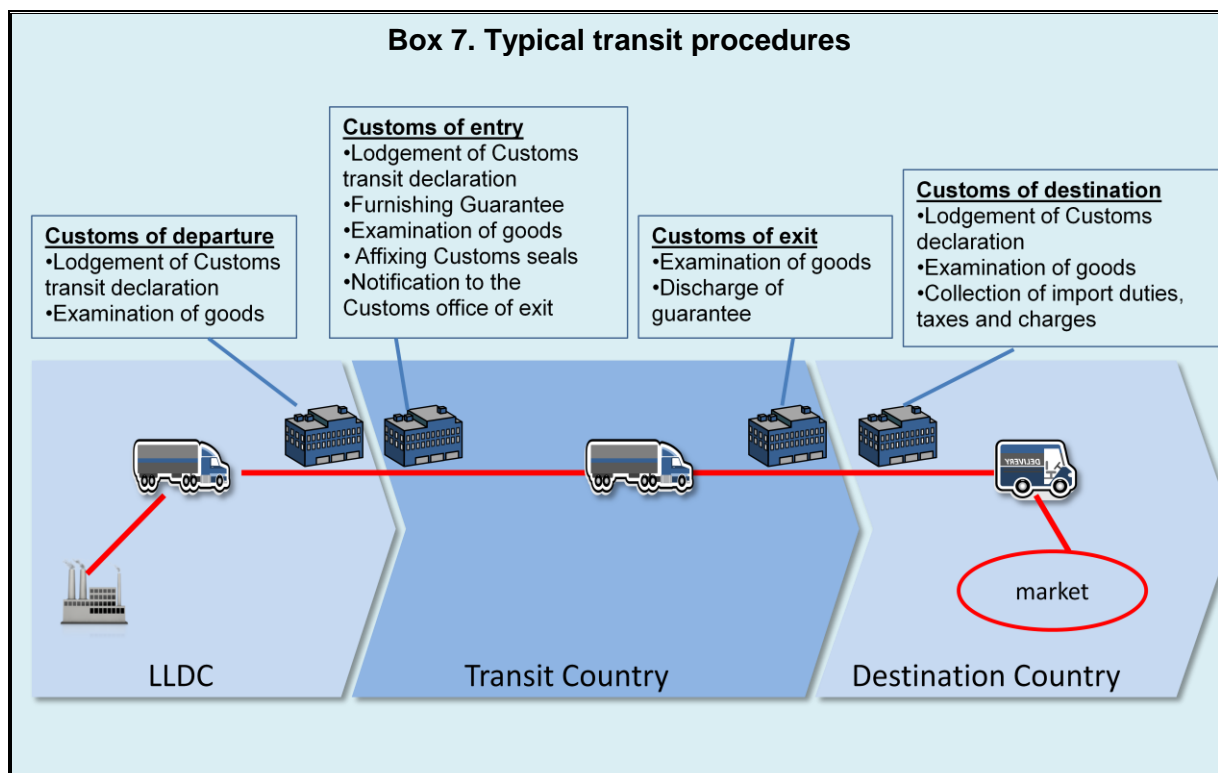 Box 7. Typical transit procedures
Customs of departure
•Lodgement of Customs
transit declaration
•Examination of goods
Customs of entry
•Lodgement of Customs
transit declaration
•Furnishing Guarantee
•Examination of goods
• Affixing Customs seals
•Notification to the
Customs office of exit
Customs of exit
•Examination of goods
•Discharge of
guarantee
Customs of destination
•Lodgement of Customs
declaration
•Examination of goods
•Collection of import duties,
taxes and charges
DELIVERY
market
LLDC
Transit Country
Destination Country